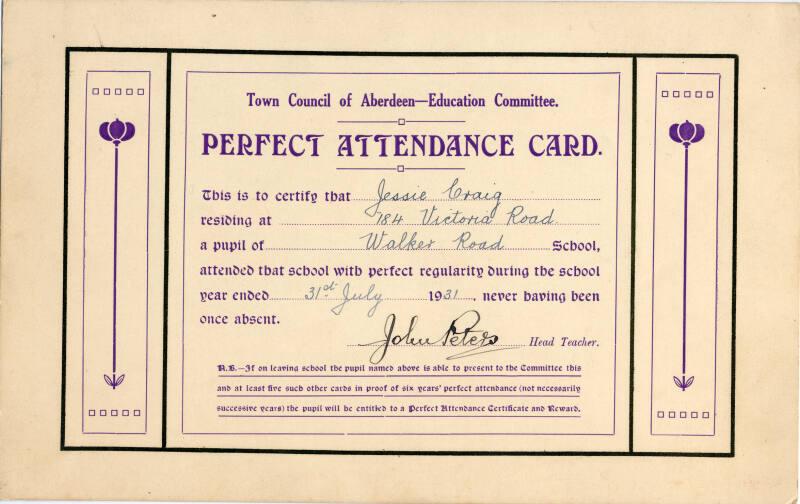 Town Council of Aberdeen—Education Committee.
PERFECT ATTENDANCE CARD.
This is to certify that Jessie Craig
residing at 184 Victoria Road
a pupil of Walker Road School,
attended that school with perfect regularity during the school
year ended 31st July 1931, never having been
once absent.
John Peters Head Teacher.
N.B.—If on leaving school the pupil named above is able to present to the Committee this
and at least five such other cards in proof of six years' perfect attendance (not necessarily
successive years) the pupil will be entitled to a Perfect Attendance Certificate and Reward.